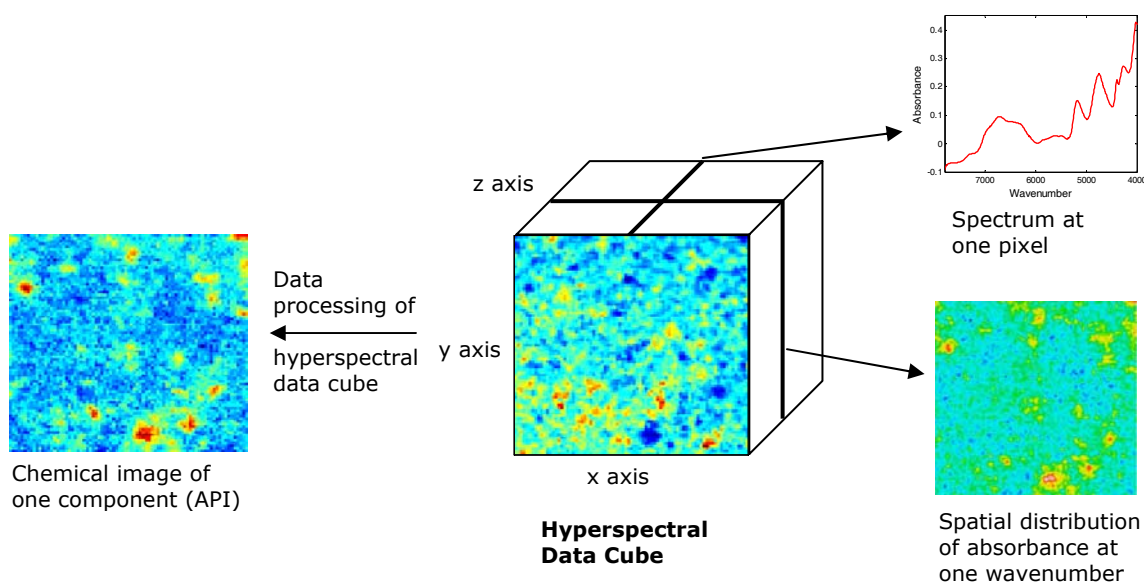 0.4
0.3
0.2
0.1
0
-0.1
Absorbance
7000 6000 5000 4000
Wavenumber
Spectrum at
one pixel
z axis
y axis
x axis
Data
processing of
hyperspectral
data cube
Chemical image of
one component (API)
Hyperspectral
Data Cube
Spatial distribution
of absorbance at
one wavenumber